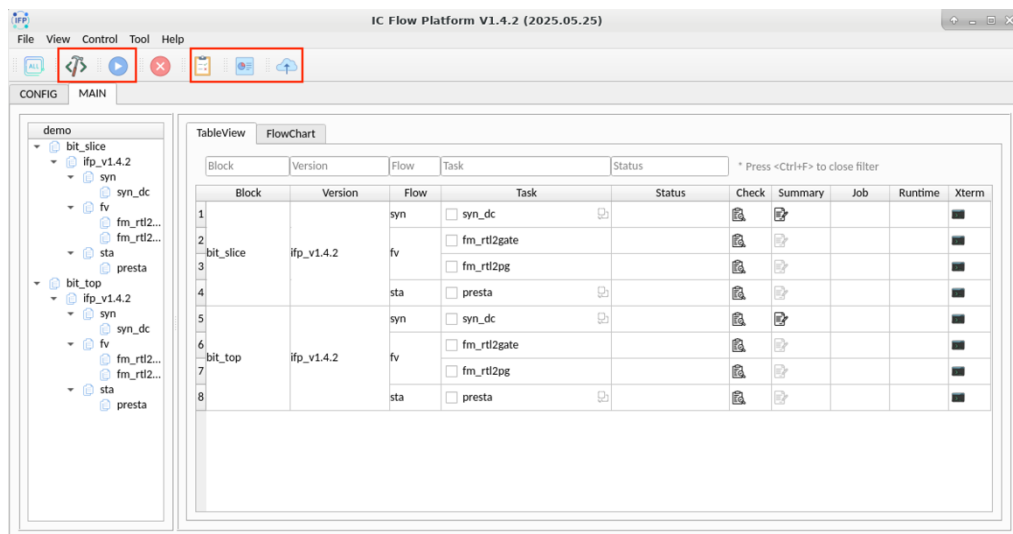 IFP
IC Flow Platform V1.4.2 (2025.05.25)
File View Control Tool Help
ALL
CONFIG MAIN
demo
bit_slice
ifp_v1.4.2
syn
syn_dc
fv
fm_rtl2...
fm_rtl2...
sta
presta
bit_top
ifp_v1.4.2
syn
syn_dc
fv
fm_rtl2...
fm_rtl2...
sta
presta
TableView FlowChart
Block Version Flow Task Status * Press <Ctrl+F> to close filter
Block Version Flow Task Status Check Summary Job Runtime Xterm
1 syn syn_dc
2 fm_rtl2gate
bit_slice ifp_v1.4.2 fv
3 fm_rtl2pg
4 sta presta
5 syn syn_dc
6 fm_rtl2gate
bit_top ifp_v1.4.2 fv
7 fm_rtl2pg
8 sta presta